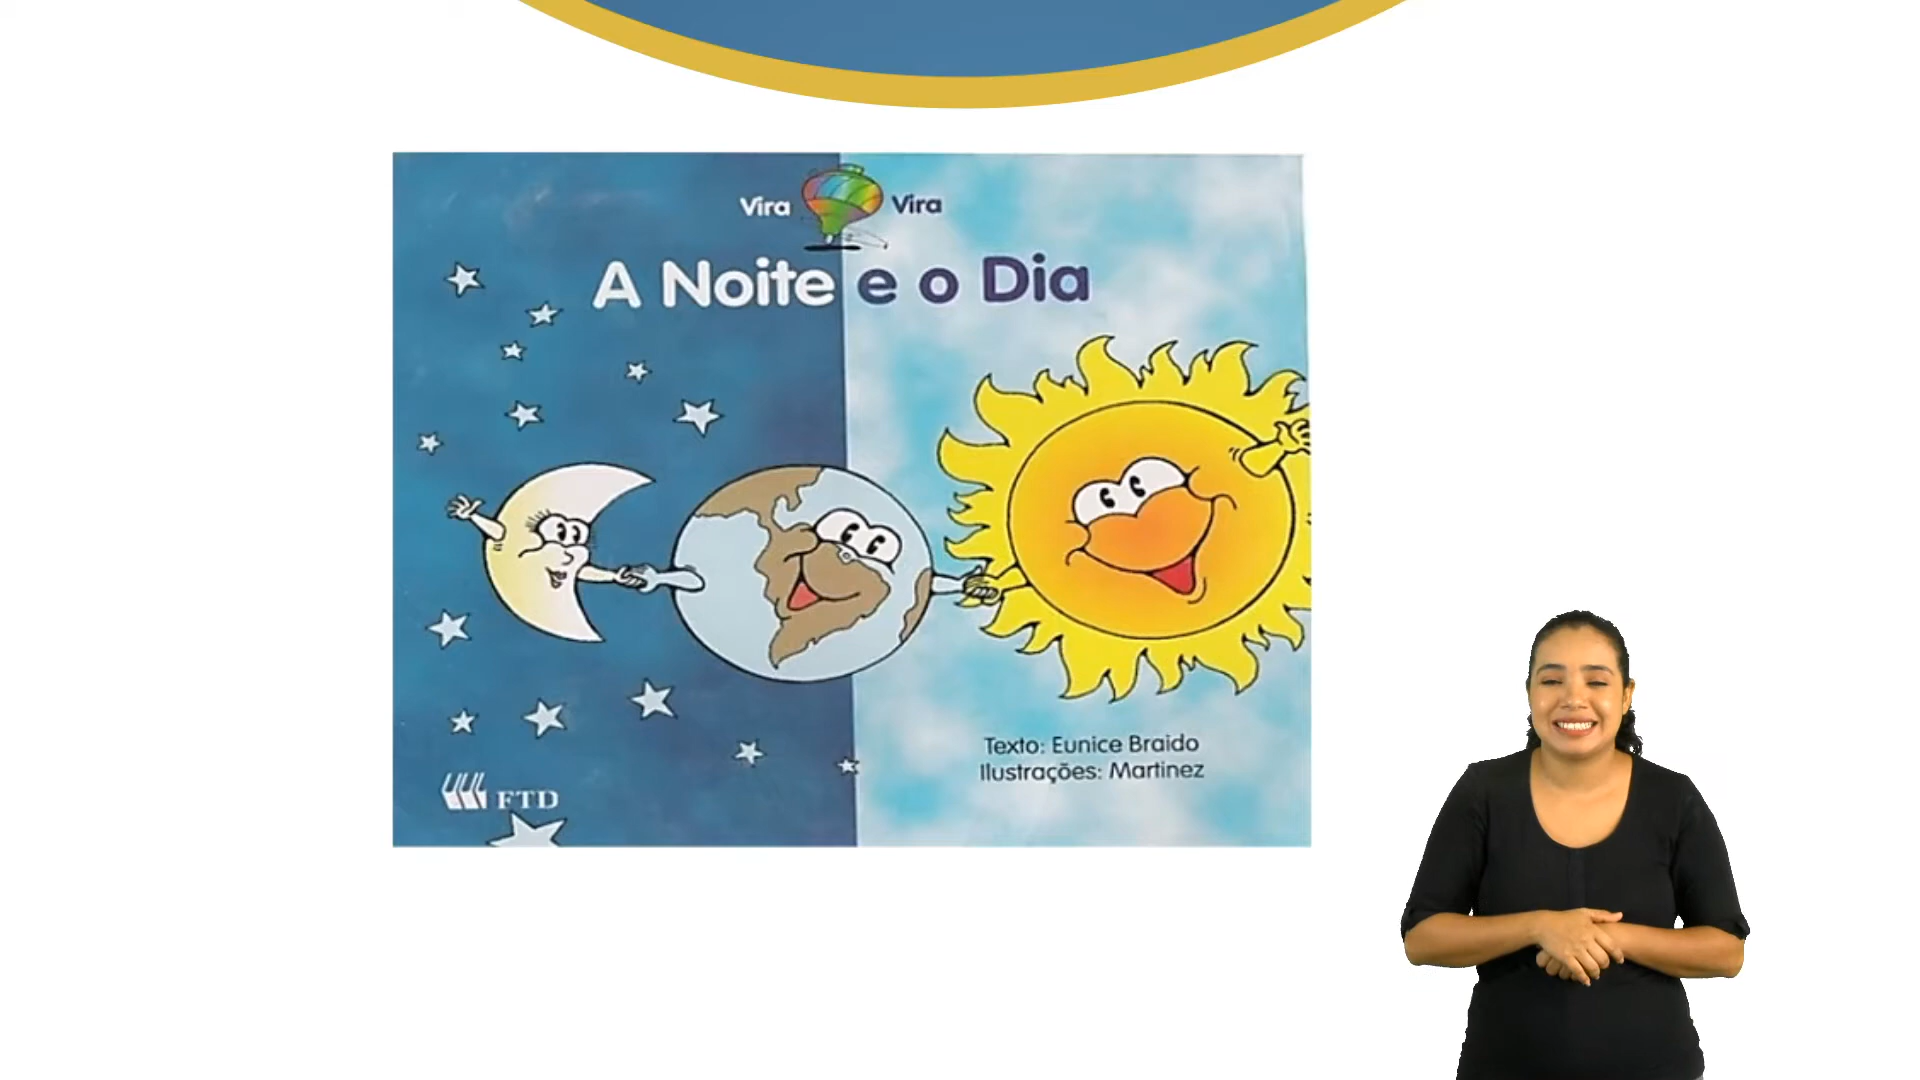 Vira Vira
A Noite e o Dia
Texto: Eunice Braido
Ilustrações: Martinez
FTD